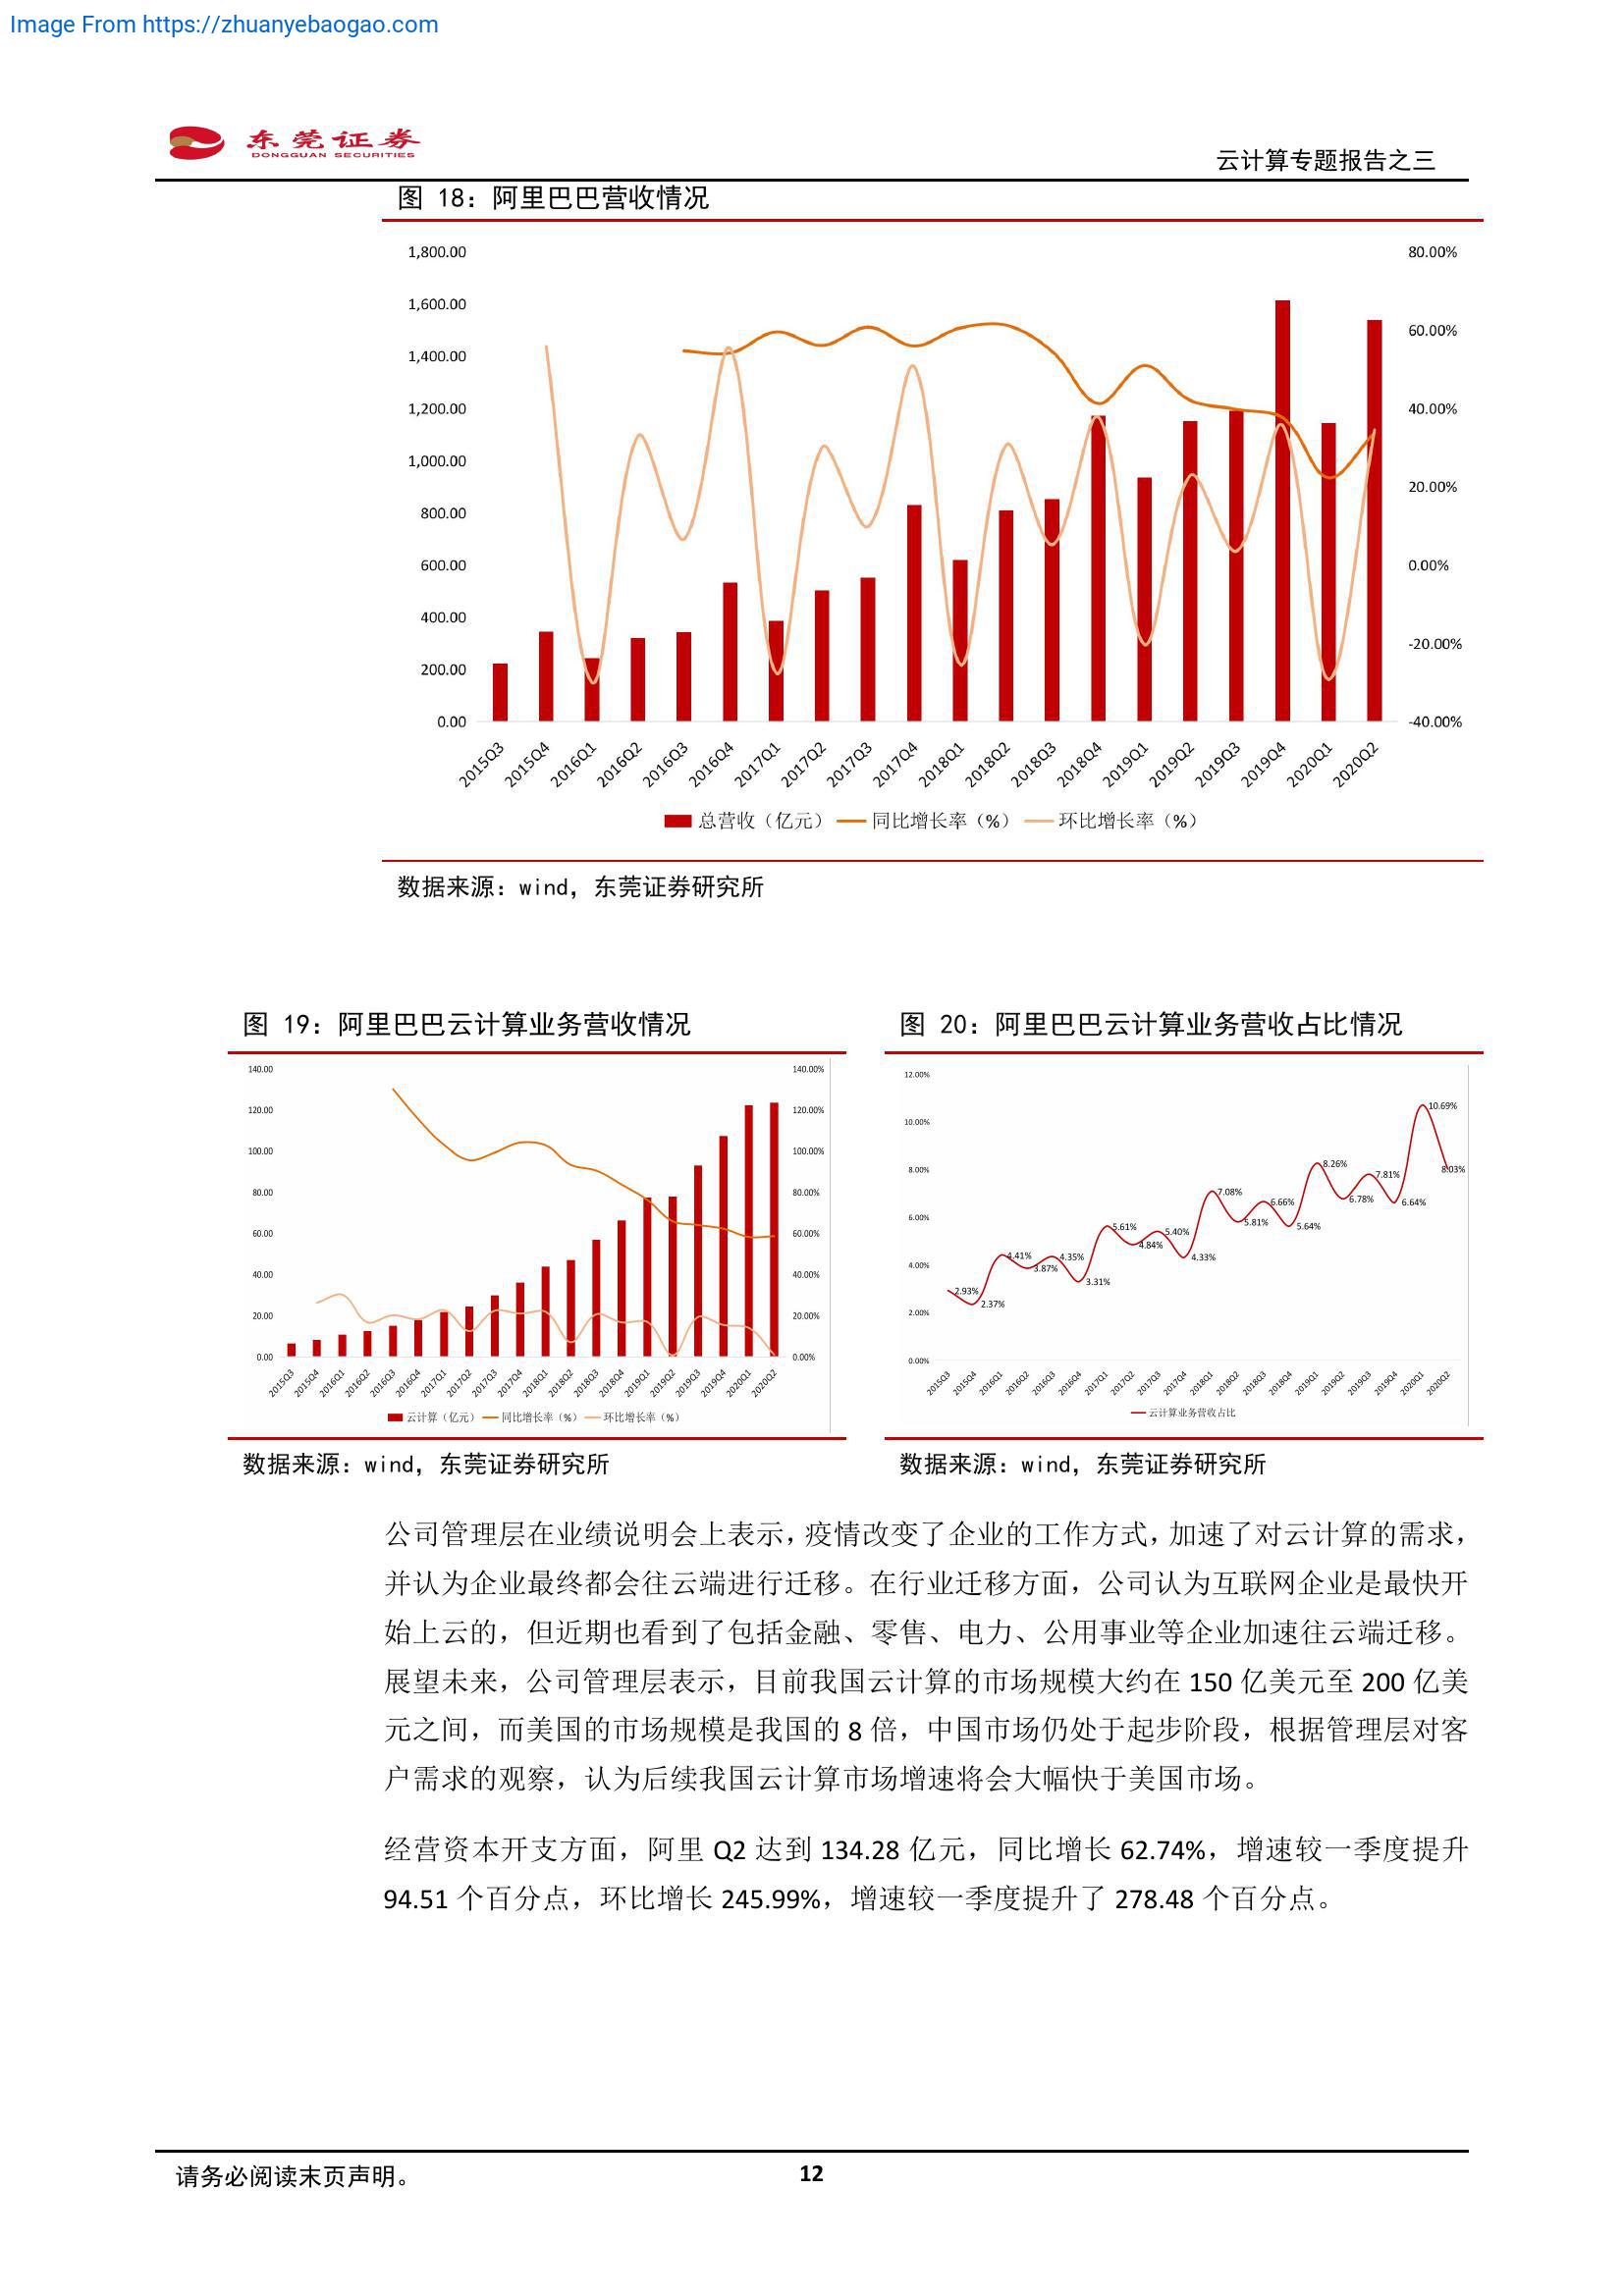 Image From https://zhuanyebaogao.com
东莞证券
DONGGUAN SECURITIES
云计算专题报告之三
图 18：阿里巴巴营收情况
1,800.00
1,600.00
1,400.00
1,200.00
1,000.00
800.00
600.00
400.00
200.00
0.00
80.00%
60.00%
40.00%
20.00%
0.00%
-20.00%
-40.00%
2015Q3 2015Q4 2016Q1 2016Q2 2016Q3 2016Q4 2017Q1 2017Q2 2017Q3 2017Q4 2018Q1 2018Q2 2018Q3 2018Q4 2019Q1 2019Q2 2019Q3 2019Q4 2020Q1 2020Q2
总营收（亿元） 同比增长率（%） 环比增长率（%）
数据来源：wind，东莞证券研究所
图 19：阿里巴巴云计算业务营收情况
140.00
120.00
100.00
80.00
60.00
40.00
20.00
0.00
140.00%
120.00%
100.00%
80.00%
60.00%
40.00%
20.00%
0.00%
2015Q3 2015Q4 2016Q1 2016Q2 2016Q3 2016Q4 2017Q1 2017Q2 2017Q3 2017Q4 2018Q1 2018Q2 2018Q3 2018Q4 2019Q1 2019Q2 2019Q3 2019Q4 2020Q1 2020Q2
云计算（亿元） 同比增长率（%） 环比增长率（%）
数据来源：wind，东莞证券研究所
图 20：阿里巴巴云计算业务营收占比情况
12.00%
10.00%
8.00%
6.00%
4.00%
2.00%
0.00%
2.93% 2.37% 4.41% 3.87% 4.35% 3.31% 5.61% 4.84% 5.40% 4.33% 7.08% 5.81% 6.66% 5.64% 8.26% 6.78% 7.81% 6.64% 10.69% 8.03%
2015Q3 2015Q4 2016Q1 2016Q2 2016Q3 2016Q4 2017Q1 2017Q2 2017Q3 2017Q4 2018Q1 2018Q2 2018Q3 2018Q4 2019Q1 2019Q2 2019Q3 2019Q4 2020Q1 2020Q2
云计算业务营收占比
数据来源：wind，东莞证券研究所
公司管理层在业绩说明会上表示，疫情改变了企业的工作方式，加速了对云计算的需求，
并认为企业最终都会往云端进行迁移。在行业迁移方面，公司认为互联网企业是最快开
始上云的，但近期也看到了包括金融、零售、电力、公用事业等企业加速往云端迁移。
展望未来，公司管理层表示，目前我国云计算的市场规模大约在 150 亿美元至 200 亿美
元之间，而美国的市场规模是我国的 8 倍，中国市场仍处于起步阶段，根据管理层对客
户需求的观察，认为后续我国云计算市场增速将会大幅快于美国市场。
经营资本开支方面，阿里 Q2 达到 134.28 亿元，同比增长 62.74%，增速较一季度提升
94.51 个百分点，环比增长 245.99%，增速较一季度提升了 278.48 个百分点。
请务必阅读末页声明。
12